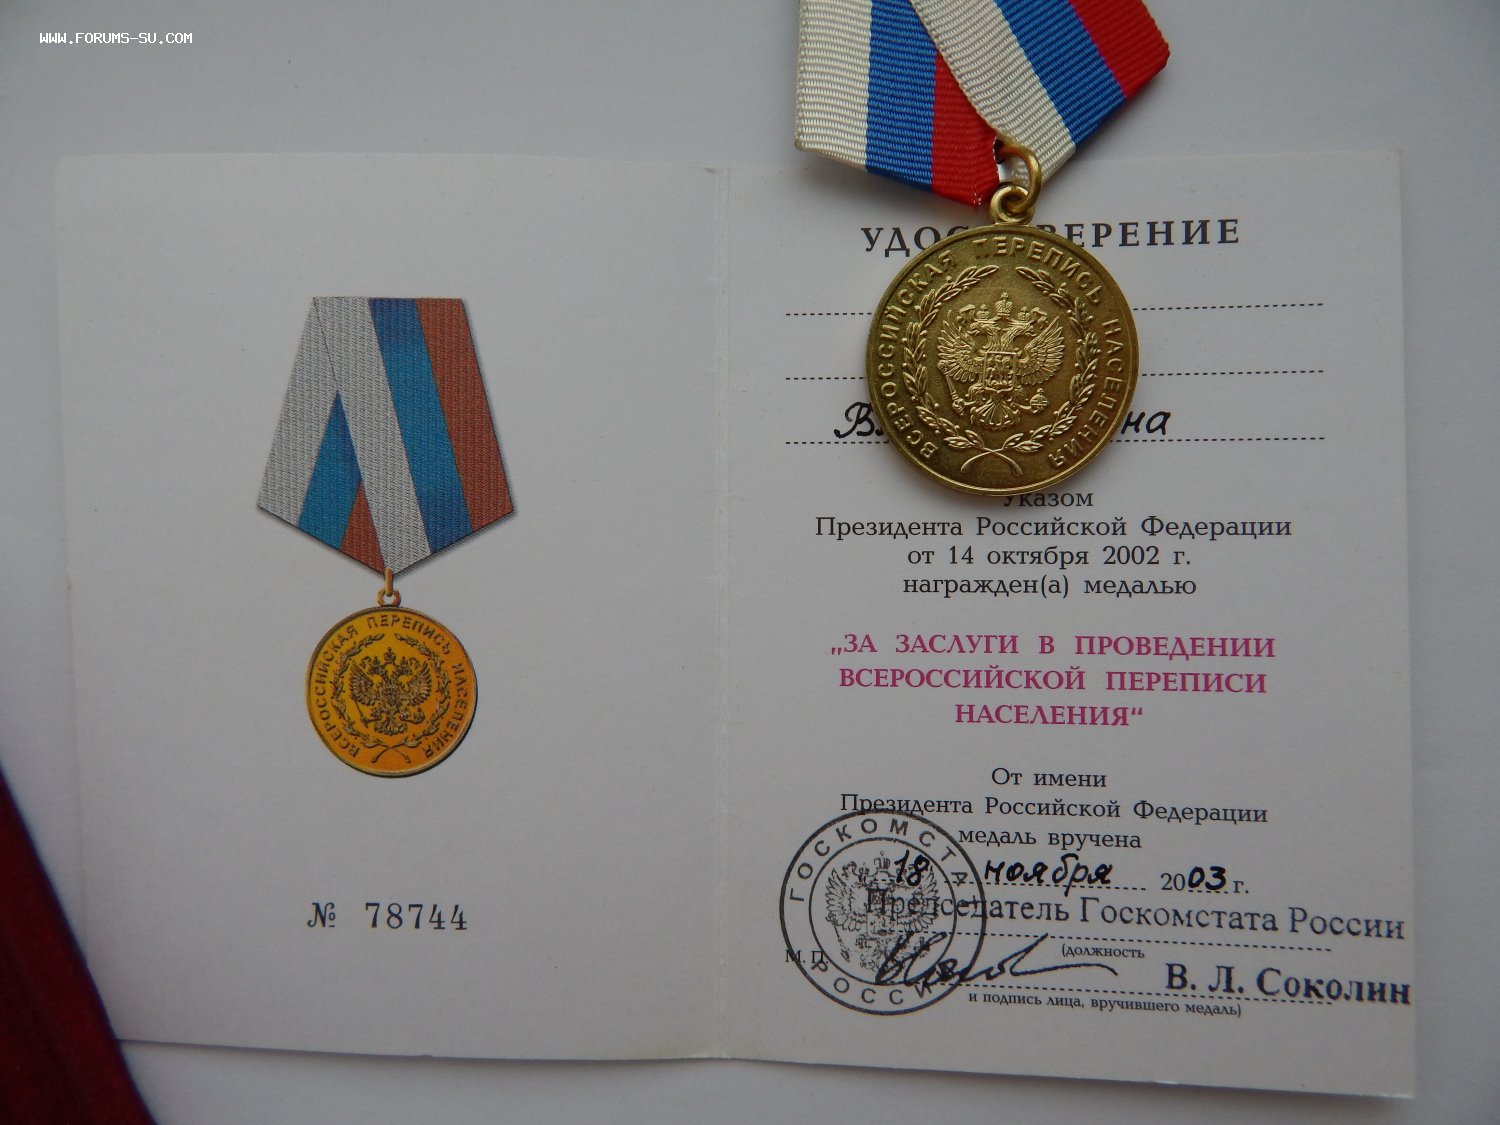 WWW.FORUMS-SU.COM
ВСЕРОССИЙСКАЯ ПЕРЕПИСЬ НАСЕЛЕНИЯ
№ 78744
ВСЕРОССИЙСКАЯ ПЕРЕПИСЬ НАСЕЛЕНИЯ
Указом
Президента Российской Федерации
от 14 октября 2002 г.
награжден(а) медалью
„ЗА ЗАСЛУГИ В ПРОВЕДЕНИИ
ВСЕРОССИЙСКОЙ ПЕРЕПИСИ
НАСЕЛЕНИЯ“
От имени
Президента Российской Федерации
медаль вручена
18 ноября 2003 г.
Председатель Госкомстата России
(должность
М.П.
В. Л. Соколин
и подпись лица, вручившего медаль)
ГОСКОМСТАТ РОССИИ